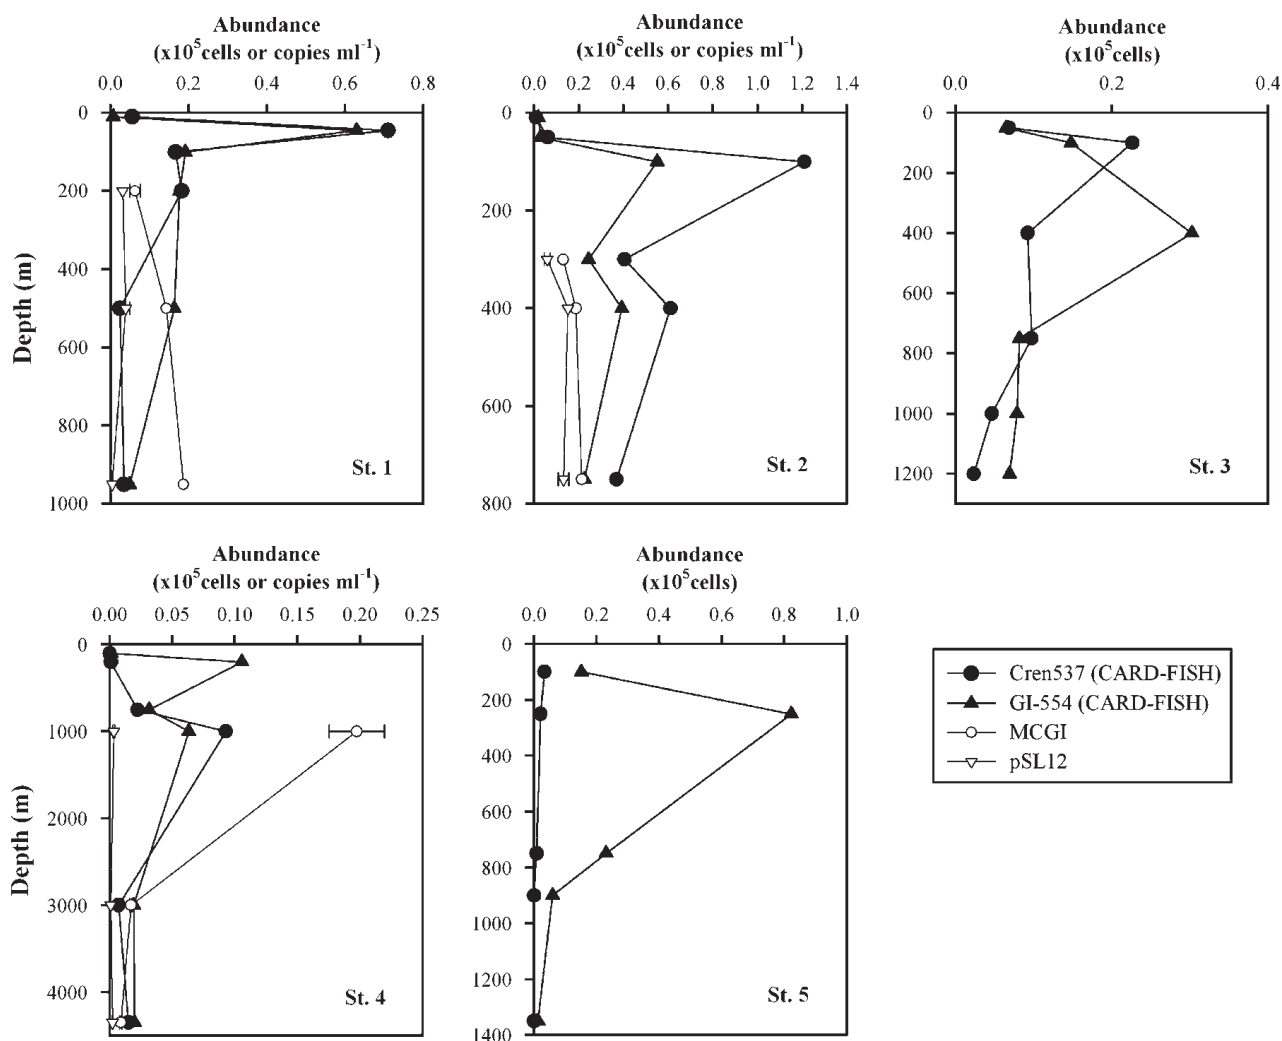 Abundance
(x10⁵cells or copies ml⁻¹)
0.0 0.2 0.4 0.6 0.8
0
200
400
600
800
1000
Depth (m)
St. 1
Abundance
(x10⁵cells or copies ml⁻¹)
0.0 0.2 0.4 0.6 0.8 1.0 1.2 1.4
0
200
400
600
800
St. 2
Abundance
(x10⁵cells)
0.0 0.2 0.4
0
200
400
600
800
1000
1200
St. 3
Abundance
(x10⁵cells or copies ml⁻¹)
0.00 0.05 0.10 0.15 0.20 0.25
0
1000
2000
3000
4000
Depth (m)
St. 4
Abundance
(x10⁵cells)
0.0 0.2 0.4 0.6 0.8 1.0
0
200
400
600
800
1000
1200
1400
St. 5
Cren537 (CARD-FISH)
GI-554 (CARD-FISH)
MCGI
pSL12